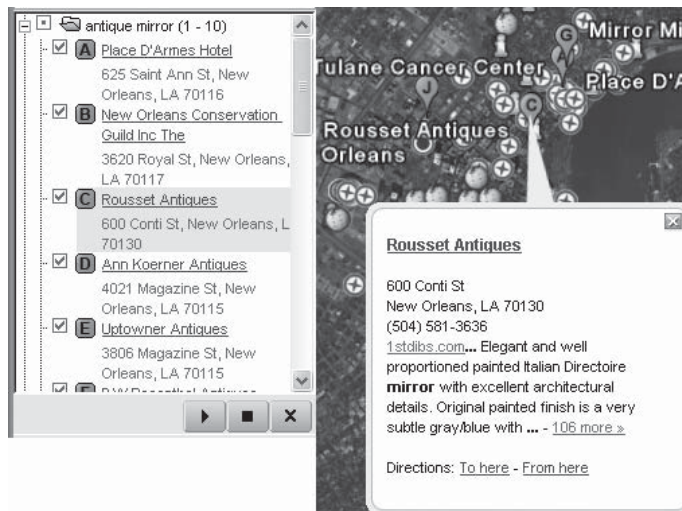 antique mirror (1 - 10)
A Place D'Armes Hotel
625 Saint Ann St, New
Orleans, LA 70116
B New Orleans Conservation
Guild Inc The
3620 Royal St, New Orleans,
LA 70117
C Rousset Antiques
600 Conti St, New Orleans, L
70130
D Ann Koerner Antiques
4021 Magazine St, New
Orleans, LA 70115
E Uptowner Antiques
3806 Magazine St, New
Orleans, LA 70115
G
Mirror Mi
Tulane Cancer Center
A
Place D'A
J
C
Rousset Antiques
Orleans
Rousset Antiques
600 Conti St
New Orleans, LA 70130
(504) 581-3636
1stdibs.com... Elegant and well
proportioned painted Italian Directoire
mirror with excellent architectural
details. Original painted finish is a very
subtle gray/blue with ... - 106 more »
Directions: To here - From here